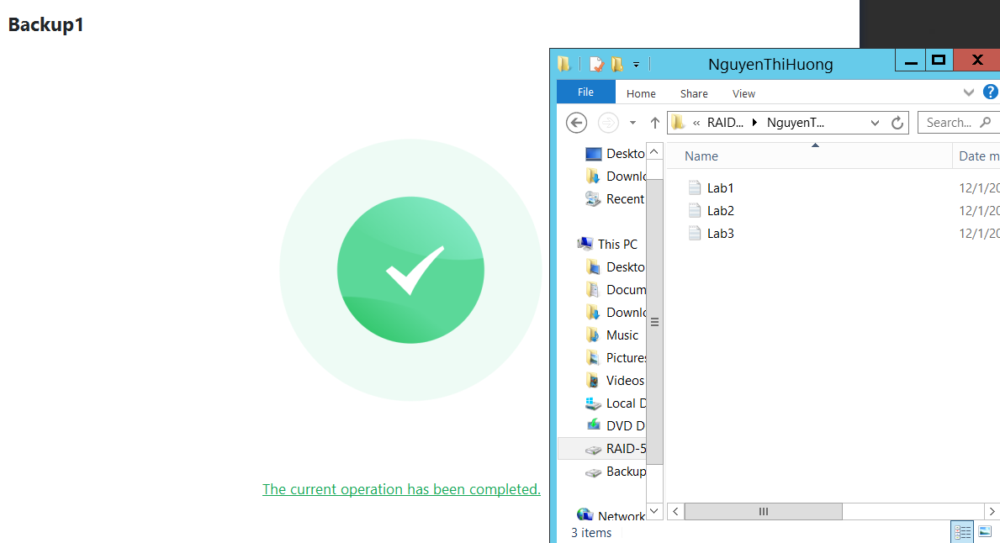 Backup1
The current operation has been completed.
NguyenThiHuong
File
Home
Share
View
« RAID... NguyenT...
Search...
Deskto
Downlo
Recent
This PC
Deskto
Docum
Downlo
Music
Pictures
Videos
Local D
DVD D
RAID-5
Backup
Network
Name
Date m
Lab1
12/1/20
Lab2
12/1/20
Lab3
12/1/20
3 items